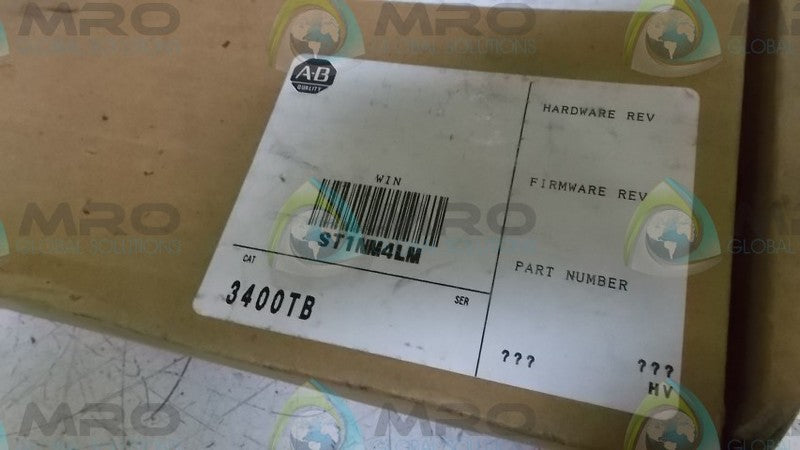 MRO
GLOBAL SOLUTIONS
A-B
QUALITY
WIN
ST1NM4LM
CAT
3400TB
SER
HARDWARE REV
FIRMWARE REV
PART NUMBER
??? ???
HV